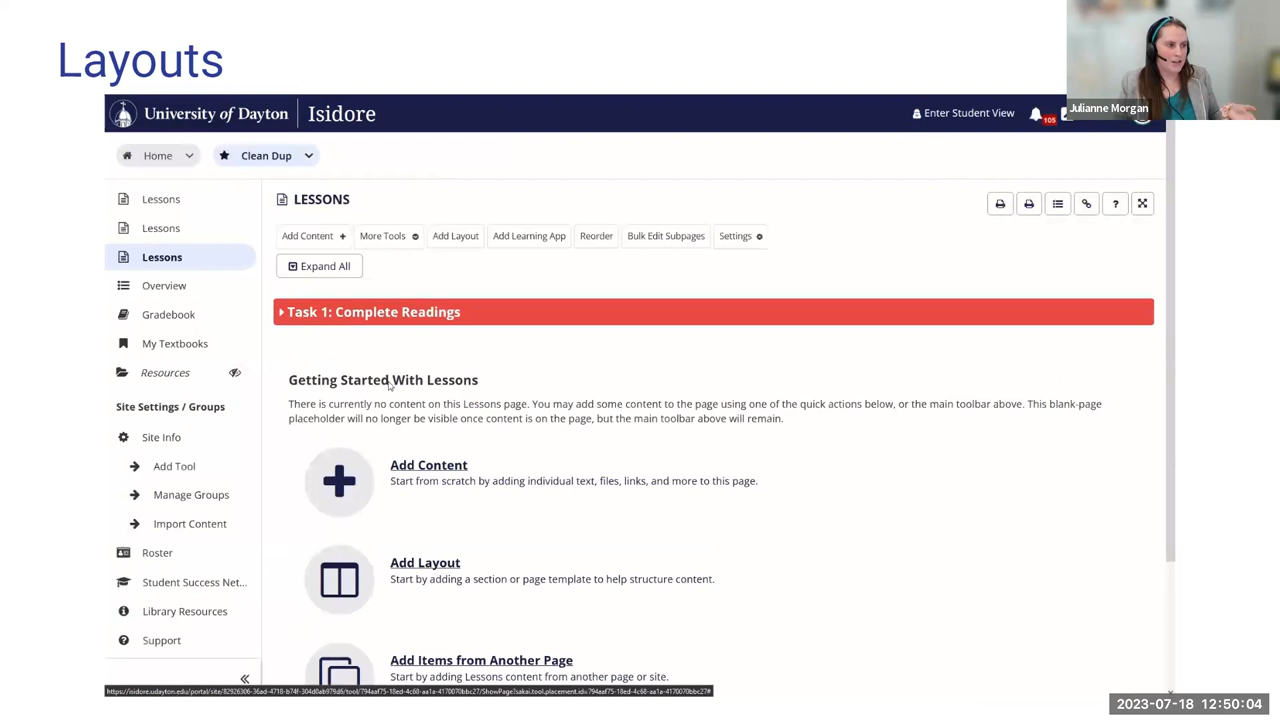 Layouts
Julianne Morgan
University of Dayton
Isidore
Enter Student View
105
Home
Clean Dup
Lessons
Lessons
Lessons
Overview
Gradebook
My Textbooks
Resources
Site Settings / Groups
Site Info
Add Tool
Manage Groups
Import Content
Roster
Student Success Net...
Library Resources
Support
LESSONS
Add Content
More Tools
Add Layout
Add Learning App
Reorder
Bulk Edit Subpages
Settings
Expand All
Task 1: Complete Readings
Getting Started With Lessons
There is currently no content on this Lessons page. You may add some content to the page using one of the quick actions below, or the main toolbar above. This blank-page
placeholder will no longer be visible once content is on the page, but the main toolbar above will remain.
Add Content
Start from scratch by adding individual text, files, links, and more to this page.
Add Layout
Start by adding a section or page template to help structure content.
Add Items from Another Page
Start by adding Lessons content from another page or site.
2023-07-18 12:50:04